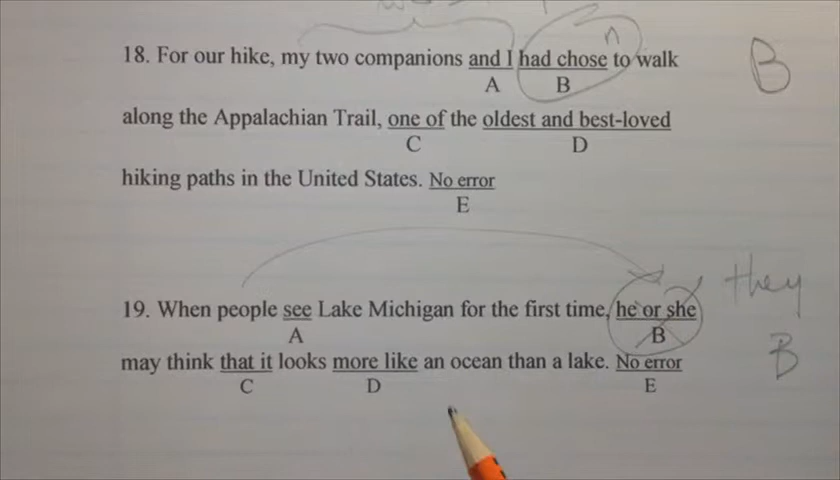 n
18. For our hike, my two companions and I had chose to walk
B
A B
along the Appalachian Trail, one of the oldest and best-loved
C D
hiking paths in the United States. No error
E
they
19. When people see Lake Michigan for the first time, he or she
A B
B
may think that it looks more like an ocean than a lake. No error
C D E